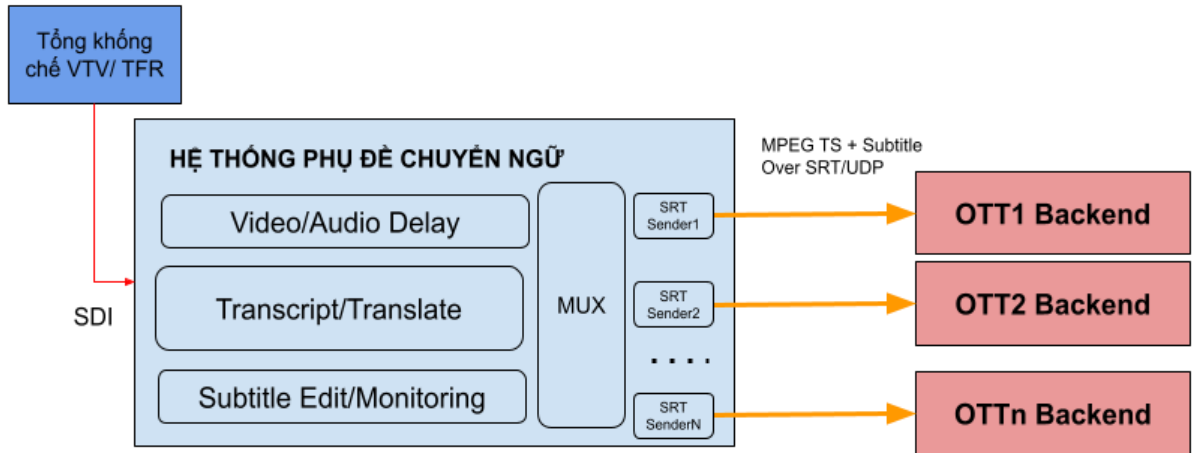 Tổng khống
chế VTV/ TFR
HỆ THỐNG PHỤ ĐỀ CHUYỂN NGỮ
Video/Audio Delay
Transcript/Translate
Subtitle Edit/Monitoring
MUX
SRT
Sender1
SRT
Sender2
. . . .
SRT
SenderN
SDI
MPEG TS + Subtitle
Over SRT/UDP
OTT1 Backend
OTT2 Backend
OTTn Backend